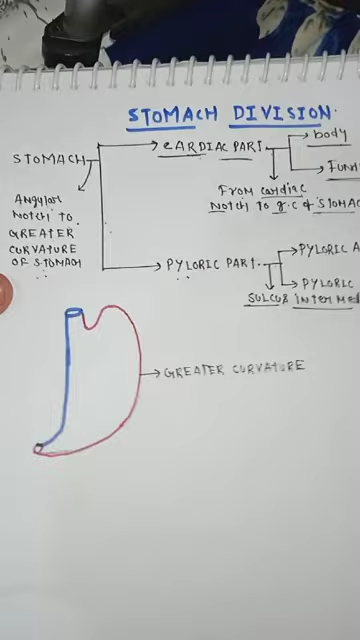 STOMACH DIVISION.
STOMACH
CARDIAC PART.
body
FUN
FROM cardiac
Notch to g.c of STOMAC
Angular
Notch TO
GREATER
CURVATURE
OF STOMACH
PYLORIC PART.
PYLORIC A
PYLORIC
SULCUS INTERMED
GREATER CURVATURE